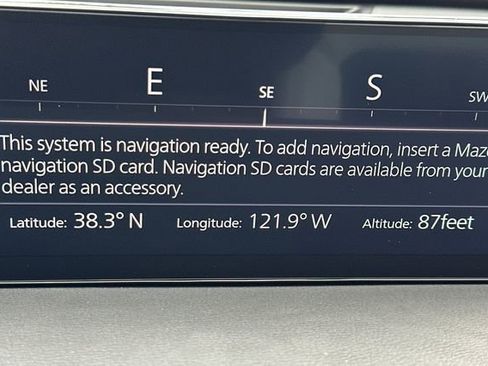 NE E SE S SW
This system is navigation ready. To add navigation, insert a
navigation SD card. Navigation SD cards are available from your
dealer as an accessory.
Latitude: 38.3° N Longitude: 121.9° W Altitude: 87feet